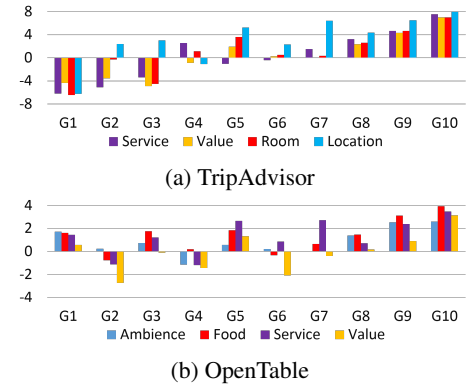 8
4
0
-4
-8
G1 G2 G3 G4 G5 G6 G7 G8 G9 G10
Service Value Room Location
(a) TripAdvisor
4
2
0
-2
-4
G1 G2 G3 G4 G5 G6 G7 G8 G9 G10
Ambience Food Service Value
(b) OpenTable